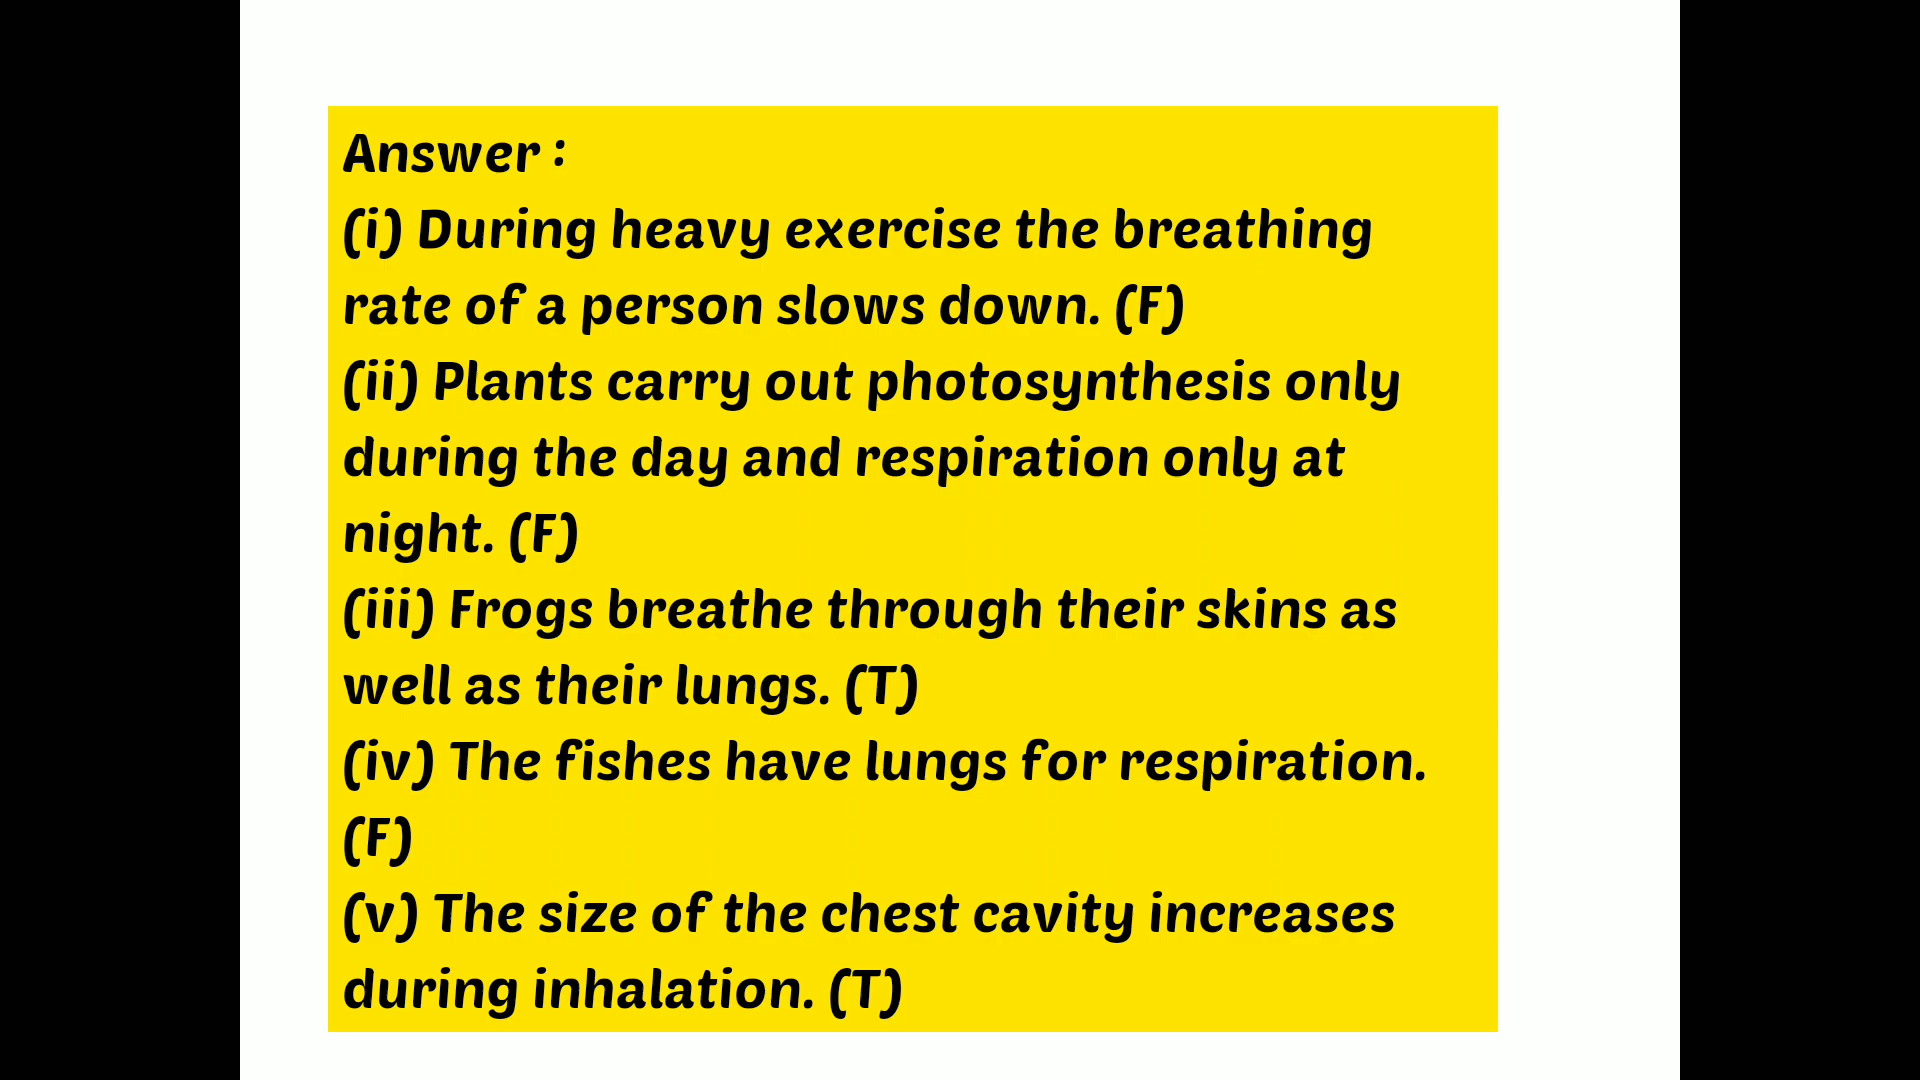 Answer :
(i) During heavy exercise the breathing
rate of a person slows down. (F)
(ii) Plants carry out photosynthesis only
during the day and respiration only at
night. (F)
(iii) Frogs breathe through their skins as
well as their lungs. (T)
(iv) The fishes have lungs for respiration.
(F)
(v) The size of the chest cavity increases
during inhalation. (T)